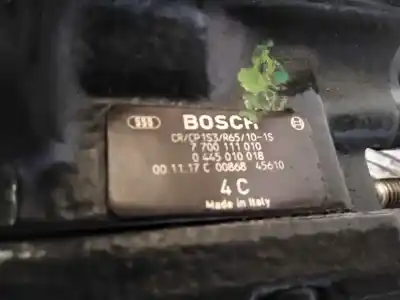 BOSCH
CR/CP1S3/R65/10-1S
7 700 111 010
0 445 010 018
00.11.17 C 00868 45610
4 C
Made in Italy